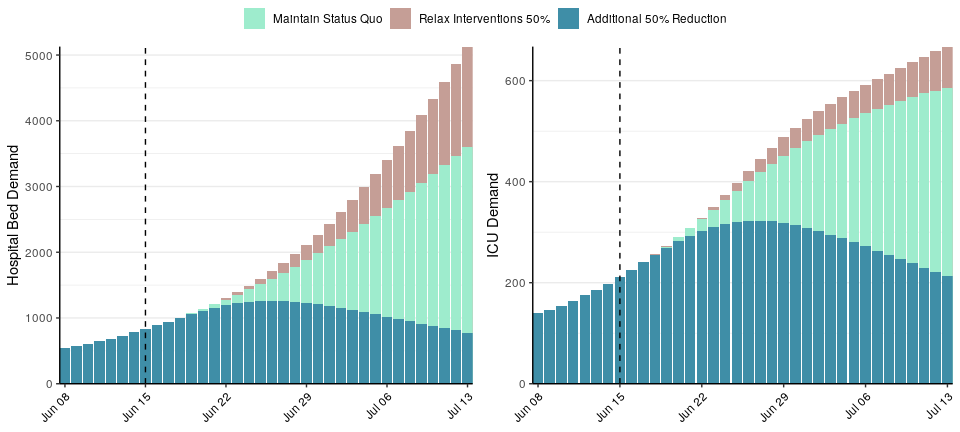 Maintain Status Quo Relax Interventions 50% Additional 50% Reduction
Hospital Bed Demand
5000
4000
3000
2000
1000
0
Jun 08 Jun 15 Jun 22 Jun 29 Jul 06 Jul 13
ICU Demand
600
400
200
0
Jun 08 Jun 15 Jun 22 Jun 29 Jul 06 Jul 13